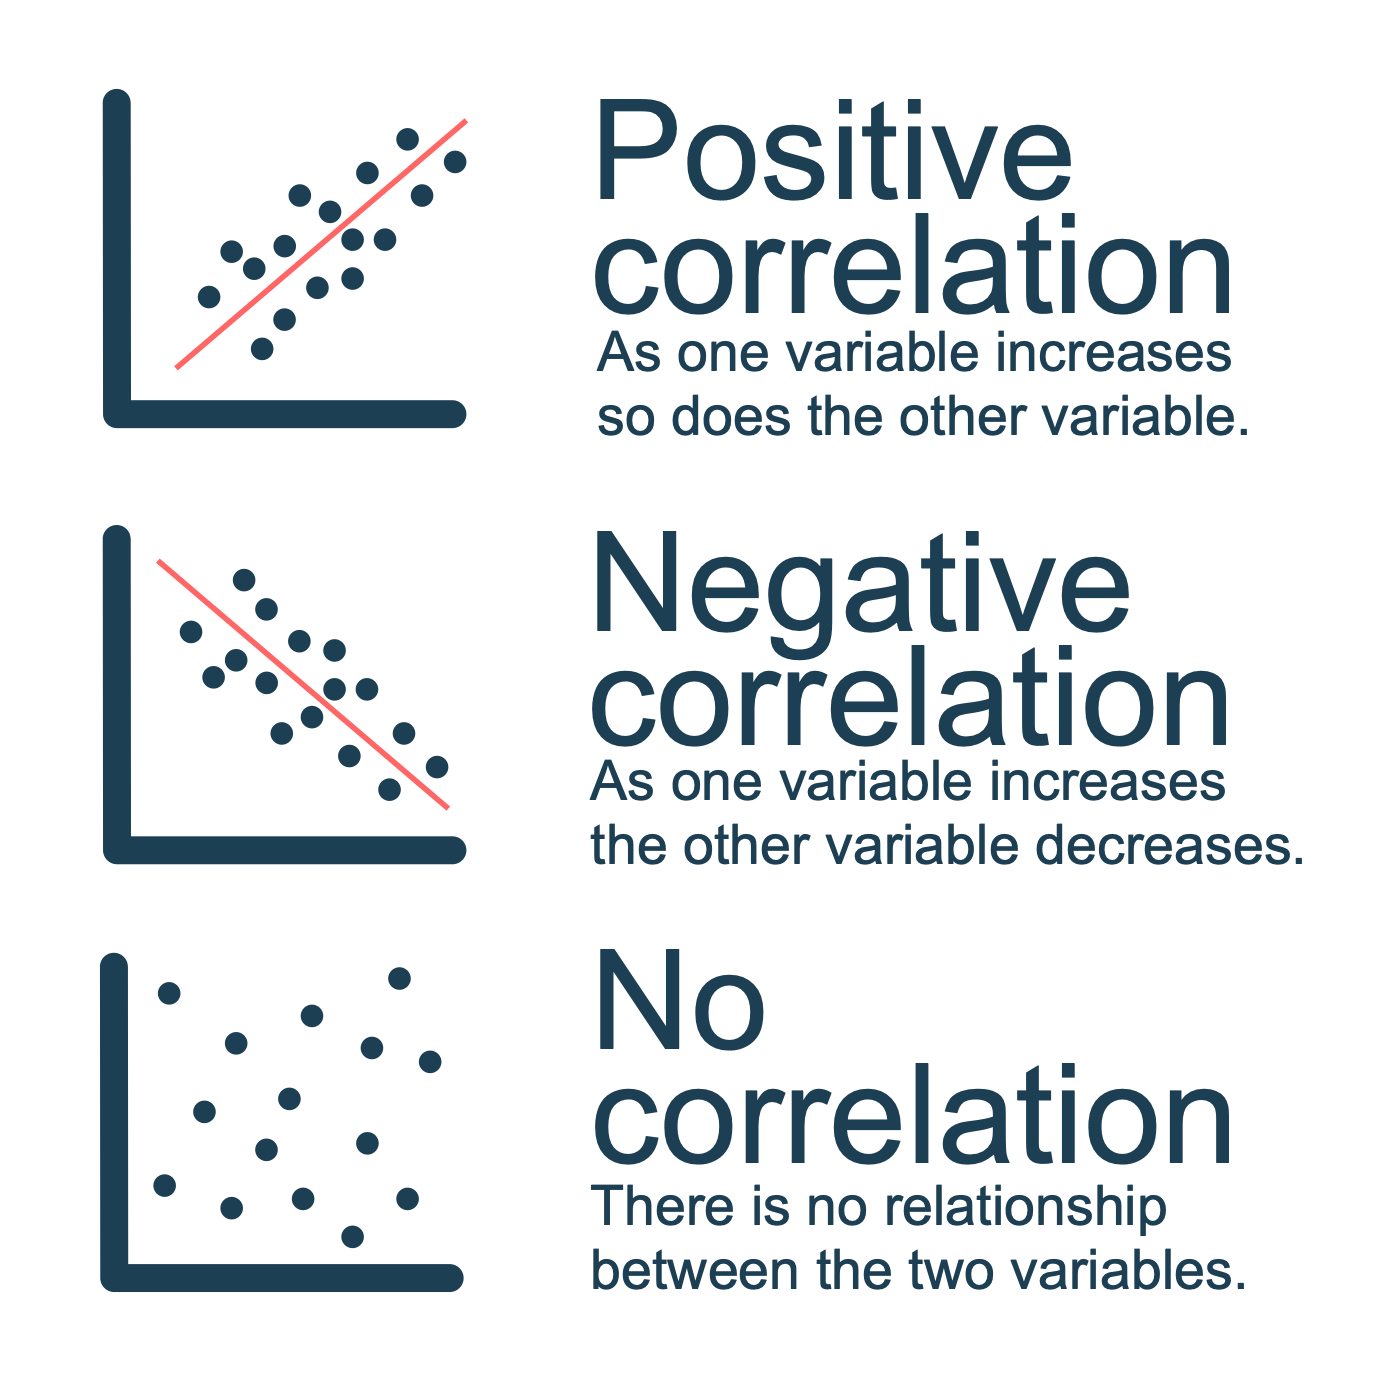 Positive
correlation
As one variable increases
so does the other variable.
Negative
correlation
As one variable increases
the other variable decreases.
No
correlation
There is no relationship
between the two variables.